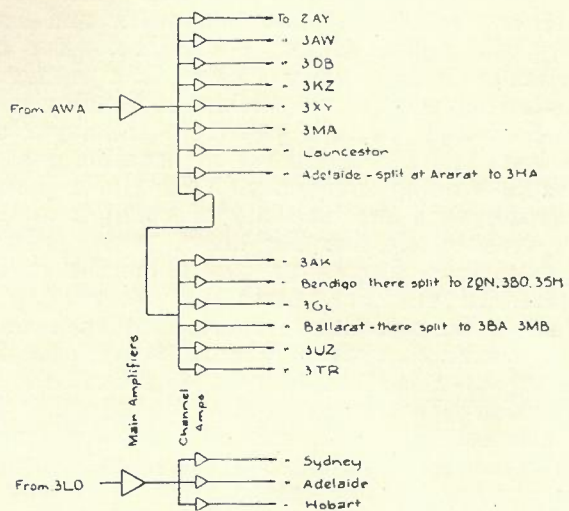 To 2AY
" 3AW
" 3DB
" 3KZ
From AWA
" 3XY
" 3MA
" Launceston
" Adelaide - split at Ararat to 3HA
" 3AK
" Bendigo there split to 2QN, 3BO, 3SH
" 3GL
" Ballarat - there split to 3BA 3MB
" 3UZ
" 3TR
Main Amplifiers
Channel
Amps
" Sydney
From 3LO
" Adelaide
" Hobart